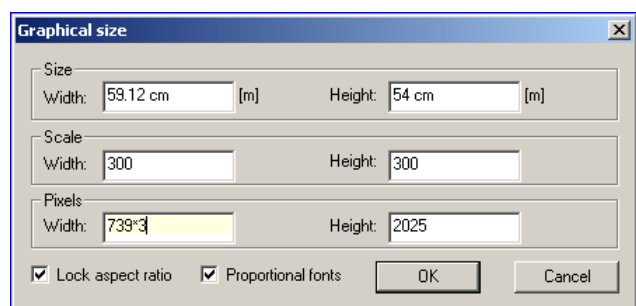 Graphical size
Size
Width: 59.12 cm [m] Height: 54 cm [m]
Scale
Width: 300 Height: 300
Pixels
Width: 739*3 Height: 2025
Lock aspect ratio Proportional fonts OK Cancel